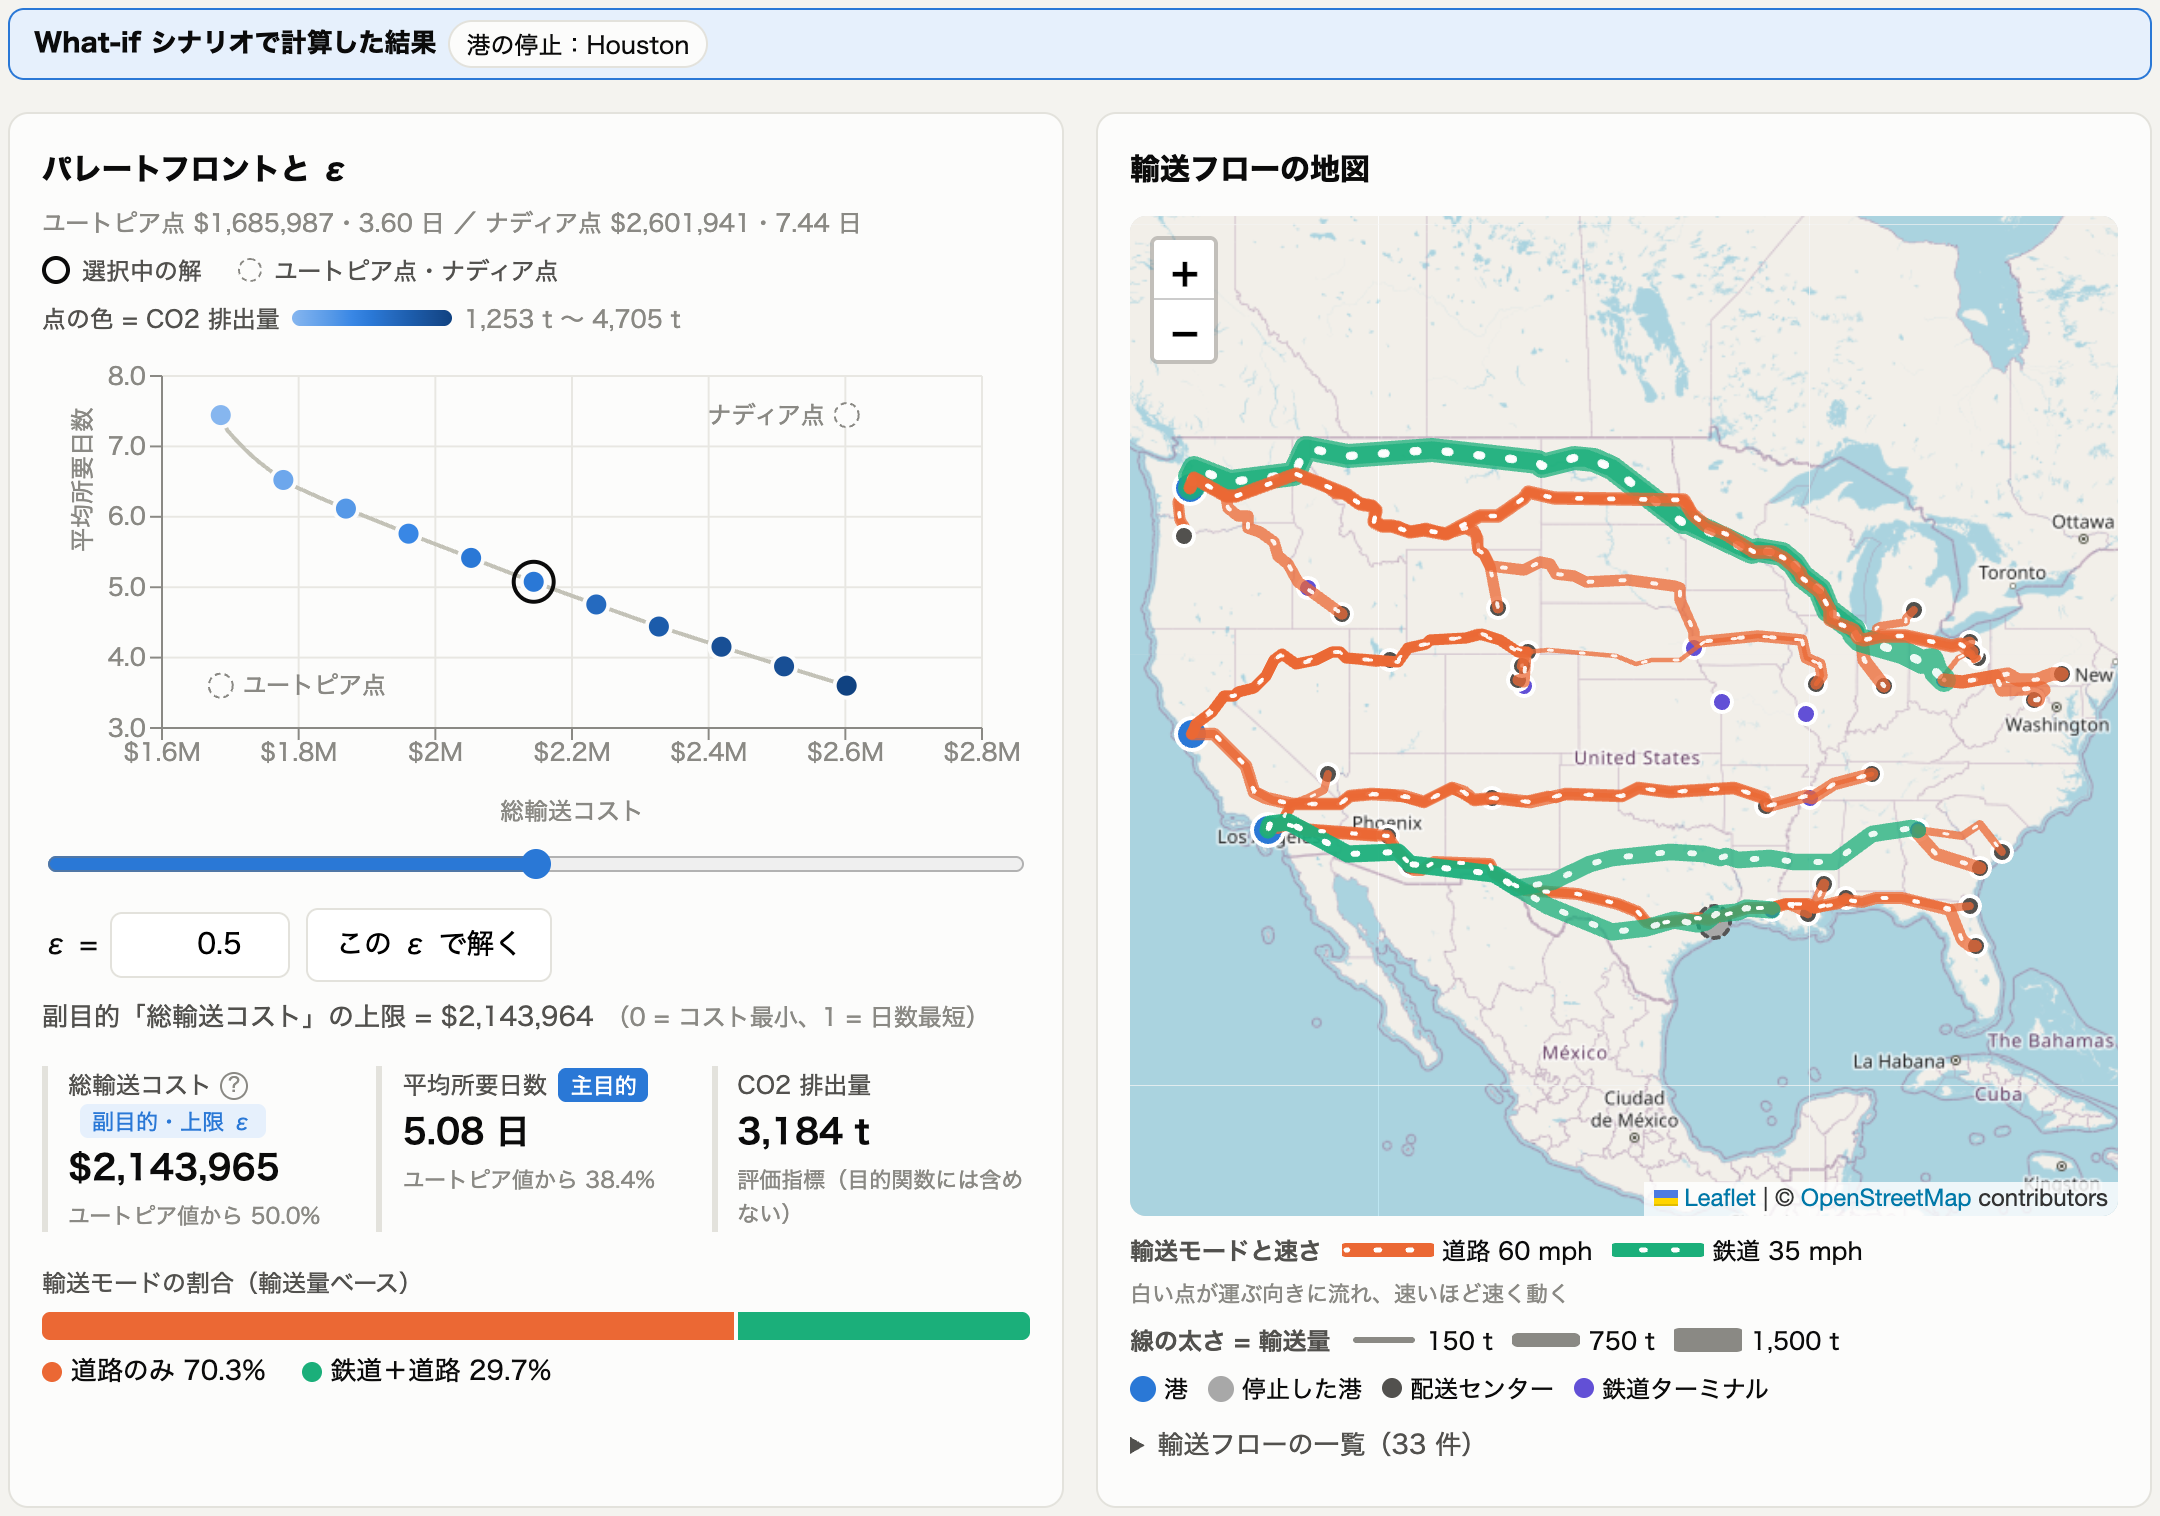 What-if シナリオで計算した結果 港の停止：Houston
パレートフロントと ε
ユートピア点 $1,685,987・3.60 日 ／ ナディア点 $2,601,941・7.44 日
選択中の解 ユートピア点・ナディア点
点の色 = CO2 排出量 1,253 t 〜 4,705 t
8.0
7.0
6.0
5.0
4.0
3.0
平均所要日数
ナディア点
ユートピア点
$1.6M $1.8M $2M $2.2M $2.4M $2.6M $2.8M
総輸送コスト
ε = 0.5 この ε で解く
副目的「総輸送コスト」の上限 = $2,143,964 （0 = コスト最小、1 = 日数最短）
総輸送コスト ?
副目的・上限 ε
$2,143,965
ユートピア値から 50.0%
平均所要日数 主目的
5.08 日
ユートピア値から 38.4%
CO2 排出量
3,184 t
評価指標（目的関数には含め
ない）
輸送モードの割合（輸送量ベース）
道路のみ 70.3% 鉄道＋道路 29.7%
輸送フローの地図
+
−
Ottawa
Toronto
New
Washington
United States
Phoenix
Los
México
Ciudad
de México
La Habana
The Bahamas
Cuba
Kingston
Leaflet | © OpenStreetMap contributors
輸送モードと速さ 道路 60 mph 鉄道 35 mph
白い点が運ぶ向きに流れ、速いほど速く動く
線の太さ = 輸送量 150 t 750 t 1,500 t
港 停止した港 配送センター 鉄道ターミナル
▶ 輸送フローの一覧（33 件）